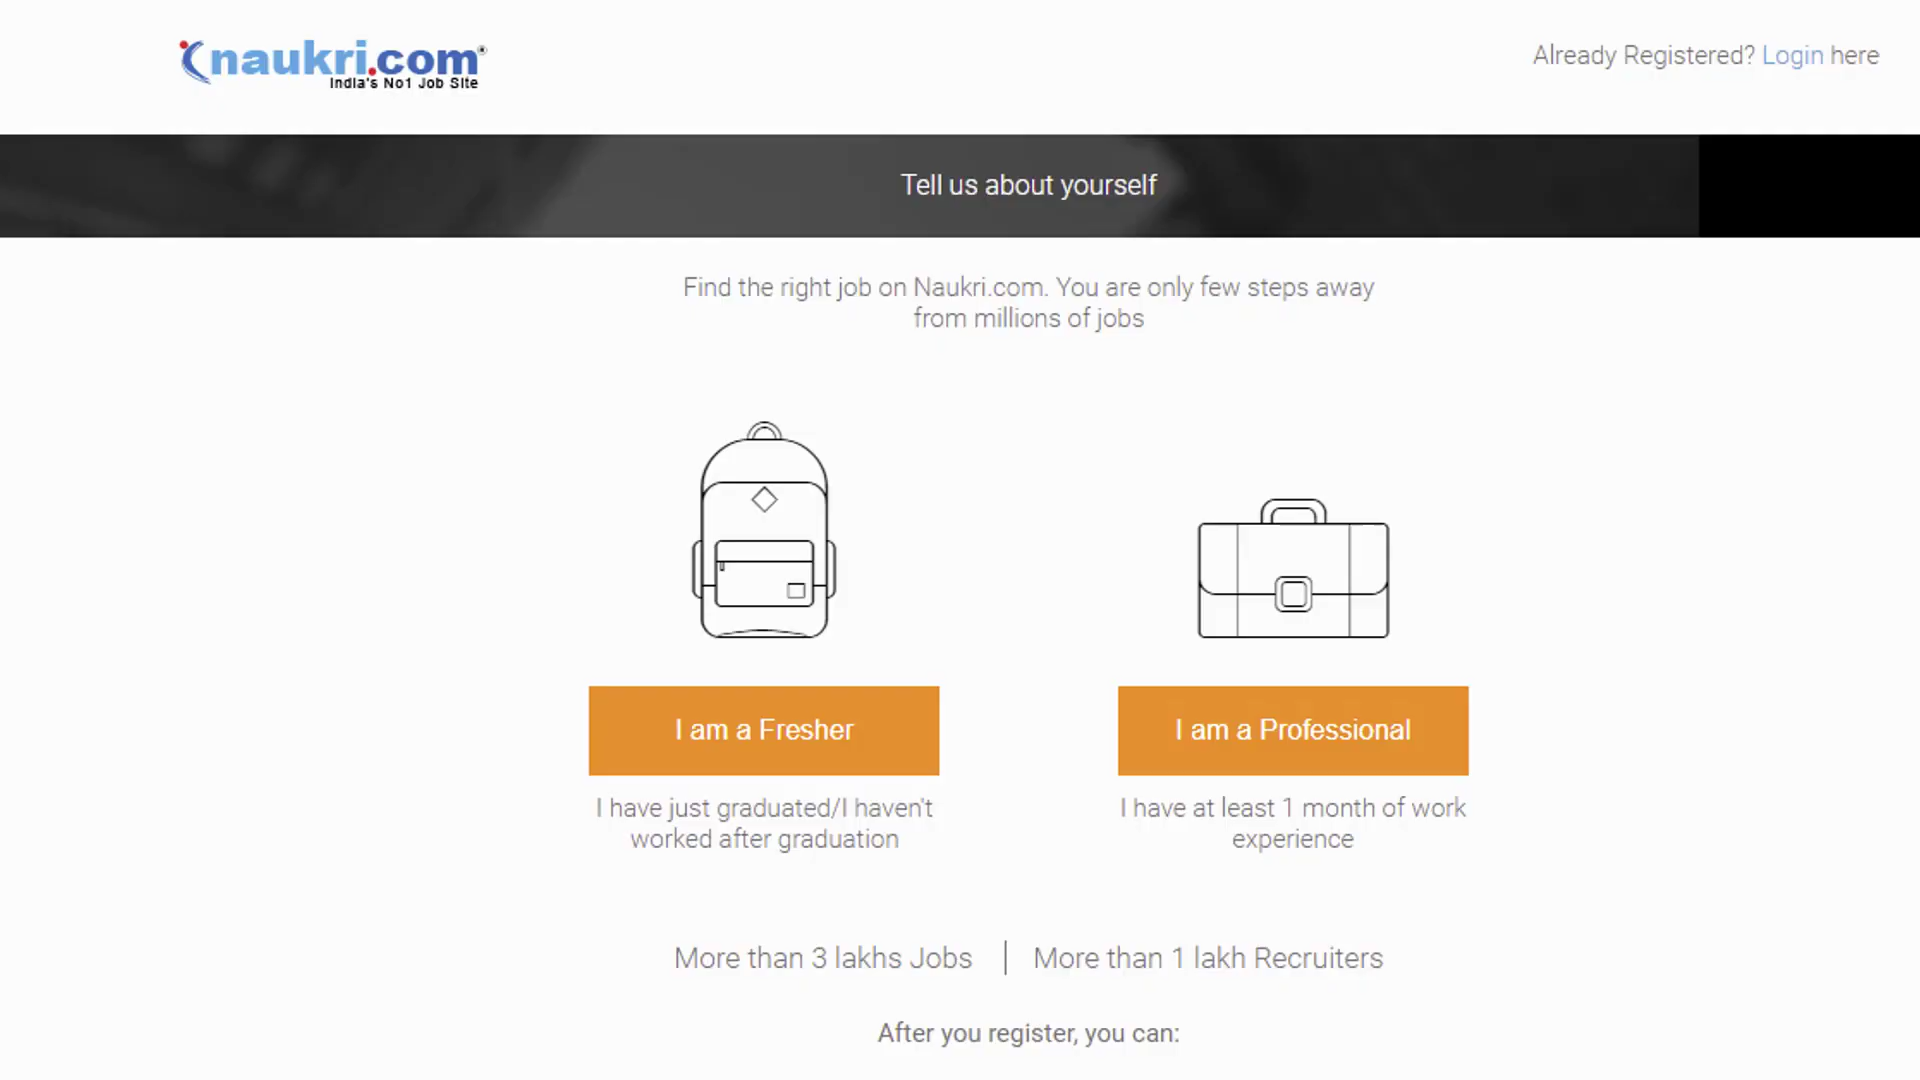 naukri.com
India's No1 Job Site
Already Registered? Login here
Tell us about yourself
Find the right job on Naukri.com. You are only few steps away
from millions of jobs
I am a Fresher
I have just graduated/I haven't
worked after graduation
I am a Professional
I have at least 1 month of work
experience
More than 3 lakhs Jobs | More than 1 lakh Recruiters
After you register, you can: